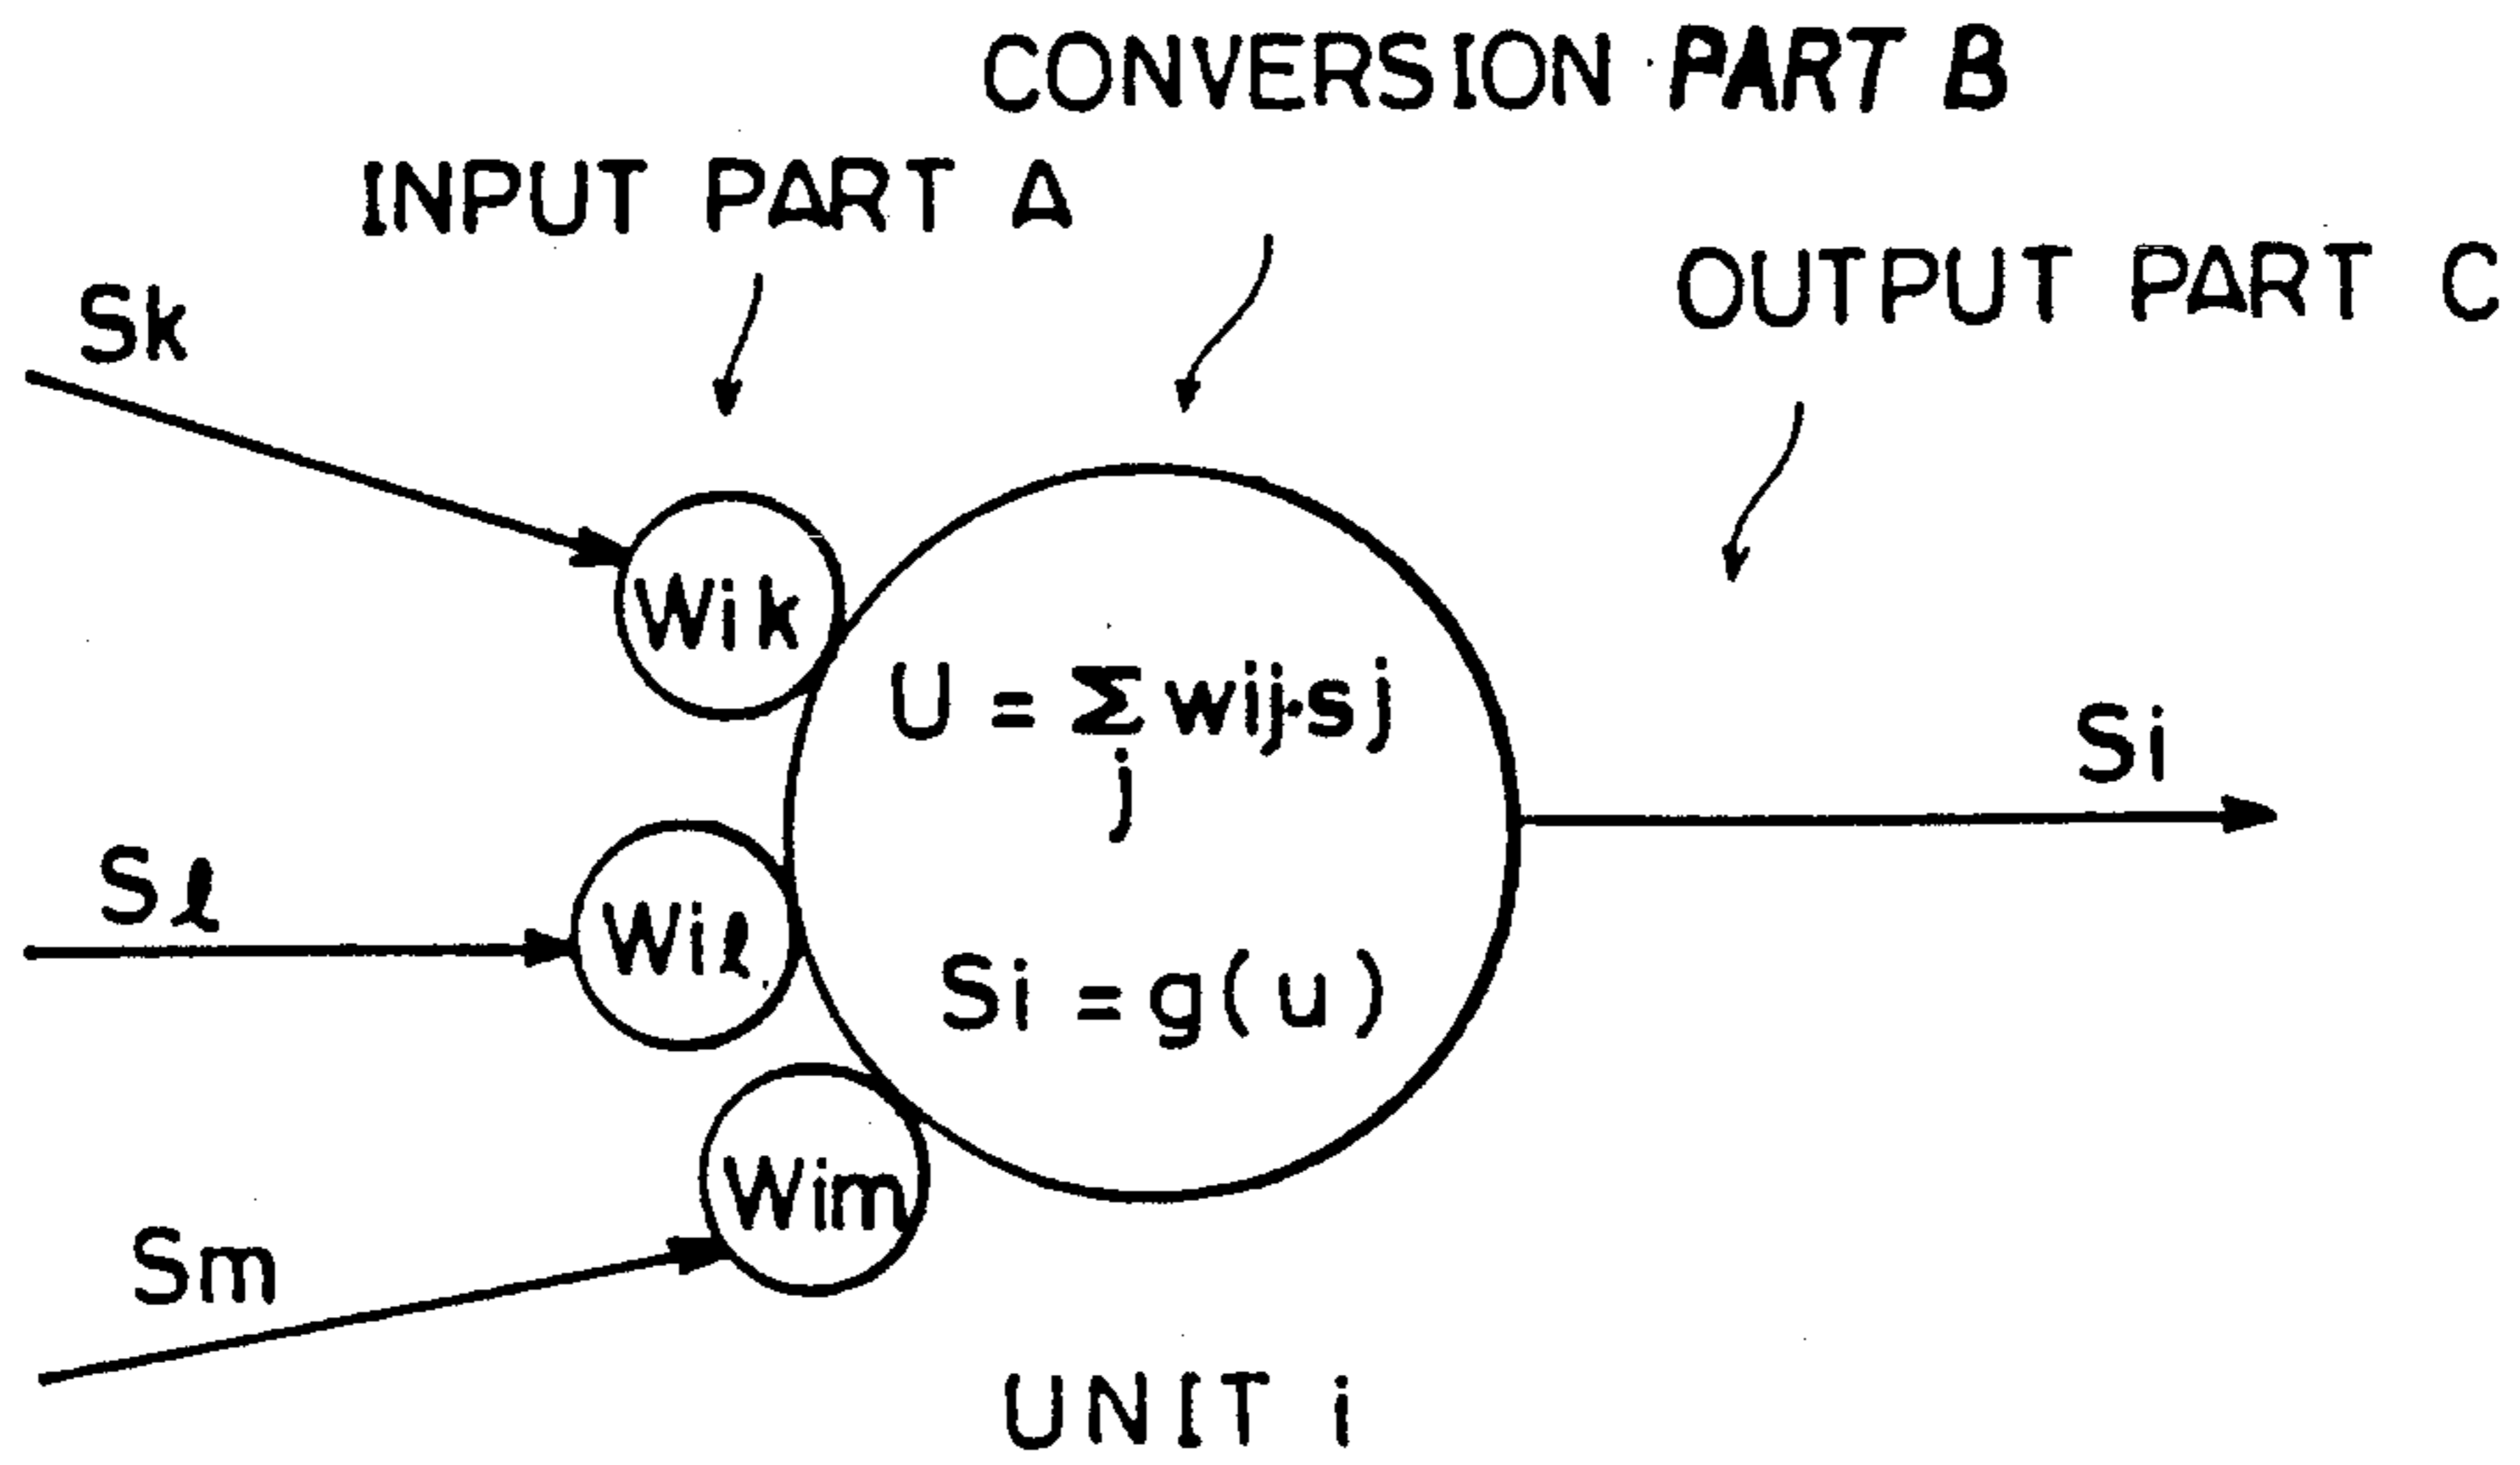 CONVERSION PART B
INPUT PART A
OUTPUT PART C
Sk
Wik
U = Σ wij·sj
j
Si
Sℓ
Wiℓ
Si = g(u)
Wim
Sm
UNIT i